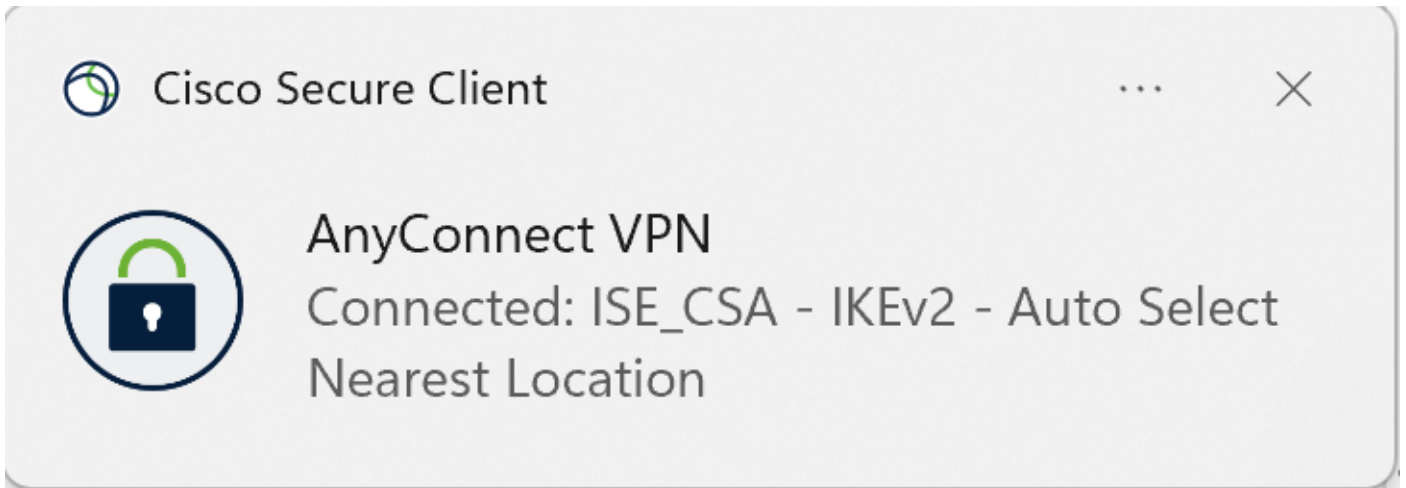 Cisco Secure Client
AnyConnect VPN
Connected: ISE_CSA - IKEv2 - Auto Select
Nearest Location